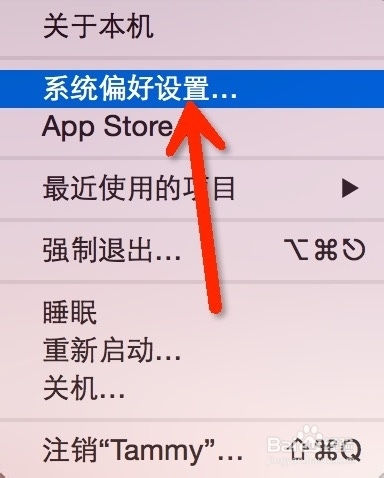 关于本机
系统偏好设置...
App Store...
最近使用的项目 ▶
强制退出... ⌥⌘⎋
睡眠
重新启动...
关机...
注销“Tammy”... ⇧⌘Q